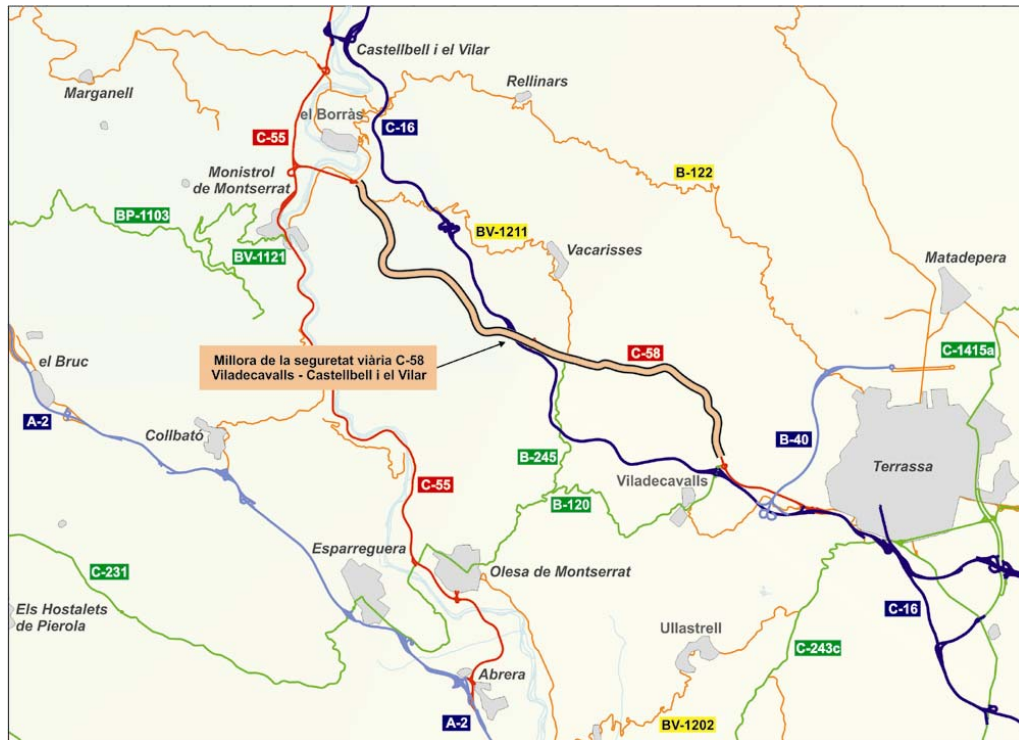 Castellbell i el Vilar
Marganell
Rellinars
el Borràs
C-16
C-55
Monistrol
de Montserrat
B-122
BP-1103
BV-1211
BV-1121
Vacarisses
Matadepera
Millora de la seguretat viària C-58
Viladecavalls - Castellbell i el Vilar
C-58
C-1415a
el Bruc
A-2
Collbató
B-40
B-245
Terrassa
C-55
Viladecavalls
B-120
Esparreguera
C-231
Olesa de Montserrat
Els Hostalets
de Pierola
C-16
Ullastrell
C-243c
Abrera
A-2
BV-1202